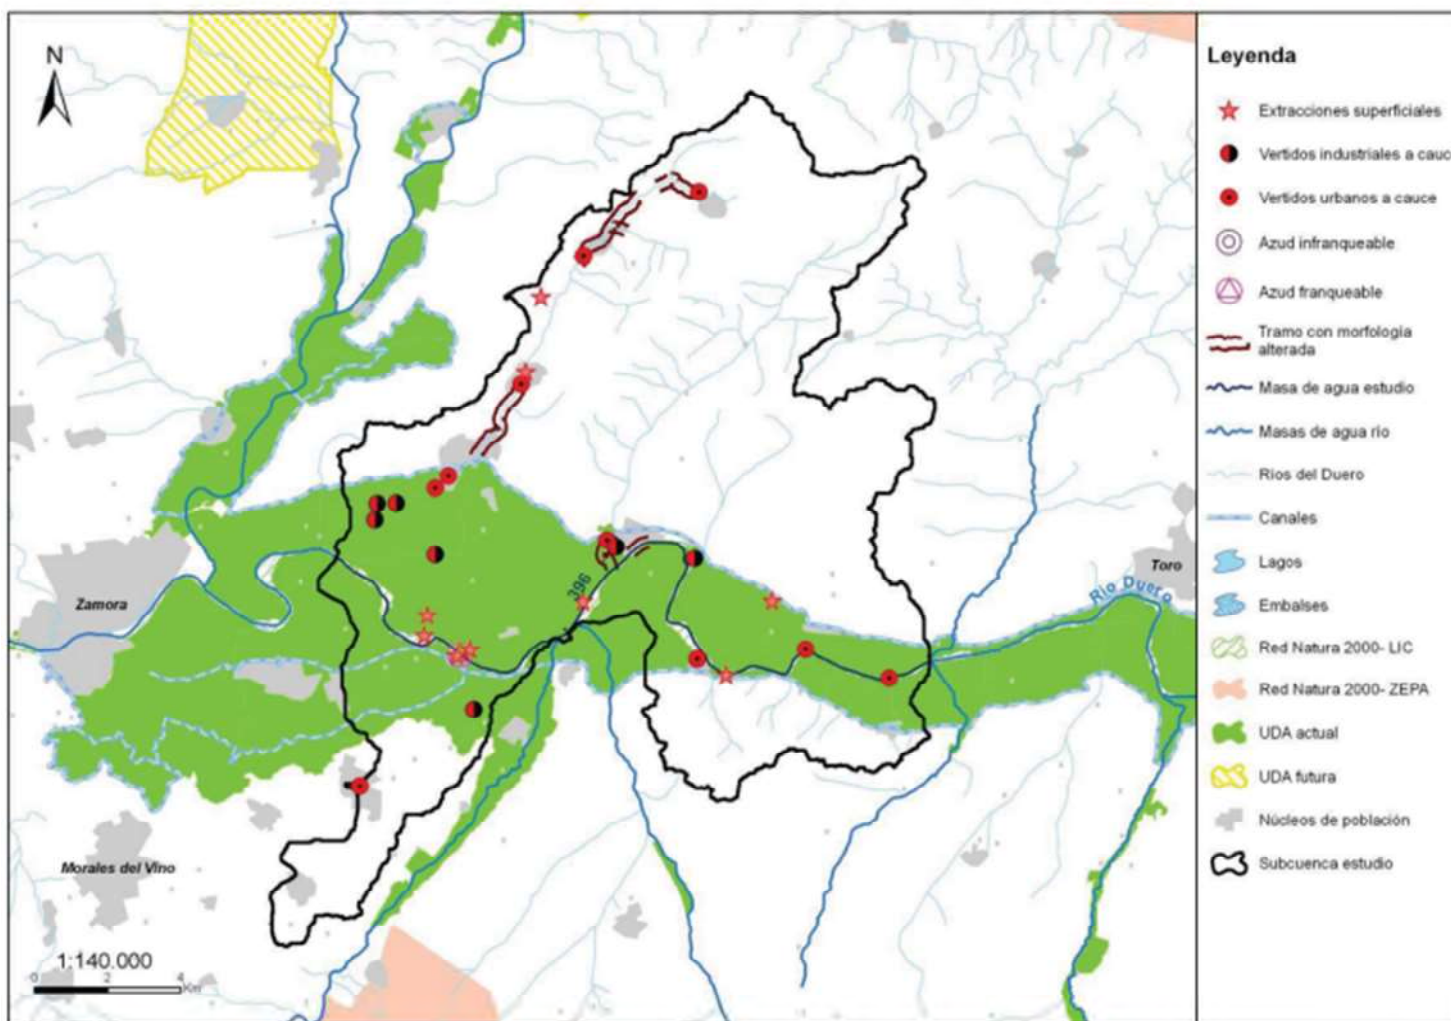 N
Zamora
Morales del Vino
396
Río Duero
Toro
1:140.000
0 2 4
Km
Leyenda
Extracciones superficiales
Vertidos industriales a cauc
Vertidos urbanos a cauce
Azud infranqueable
Azud franqueable
Tramo con morfología
alterada
Masa de agua estudio
Masas de agua río
Ríos del Duero
Canales
Lagos
Embalses
Red Natura 2000- LIC
Red Natura 2000- ZEPA
UDA actual
UDA futura
Núcleos de población
Subcuenca estudio